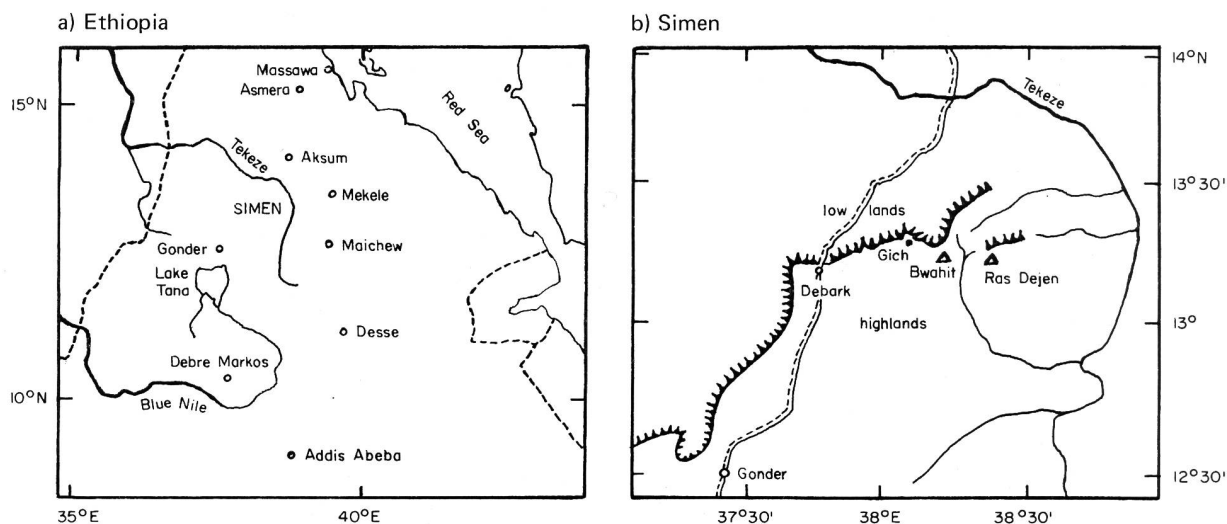 a) Ethiopia
Massawa
Asmera
15°N
Red Sea
Tekeze
Aksum
Mekele
SIMEN
Maichew
Gonder
Lake
Tana
Desse
Debre Markos
10°N
Blue Nile
Addis Abeba
35°E
40°E
b) Simen
14°N
Tekeze
13°30'
low lands
Gich
Bwahit
Ras Dejen
Debark
highlands
13°
Gonder
12°30'
37°30'
38°
38°30'